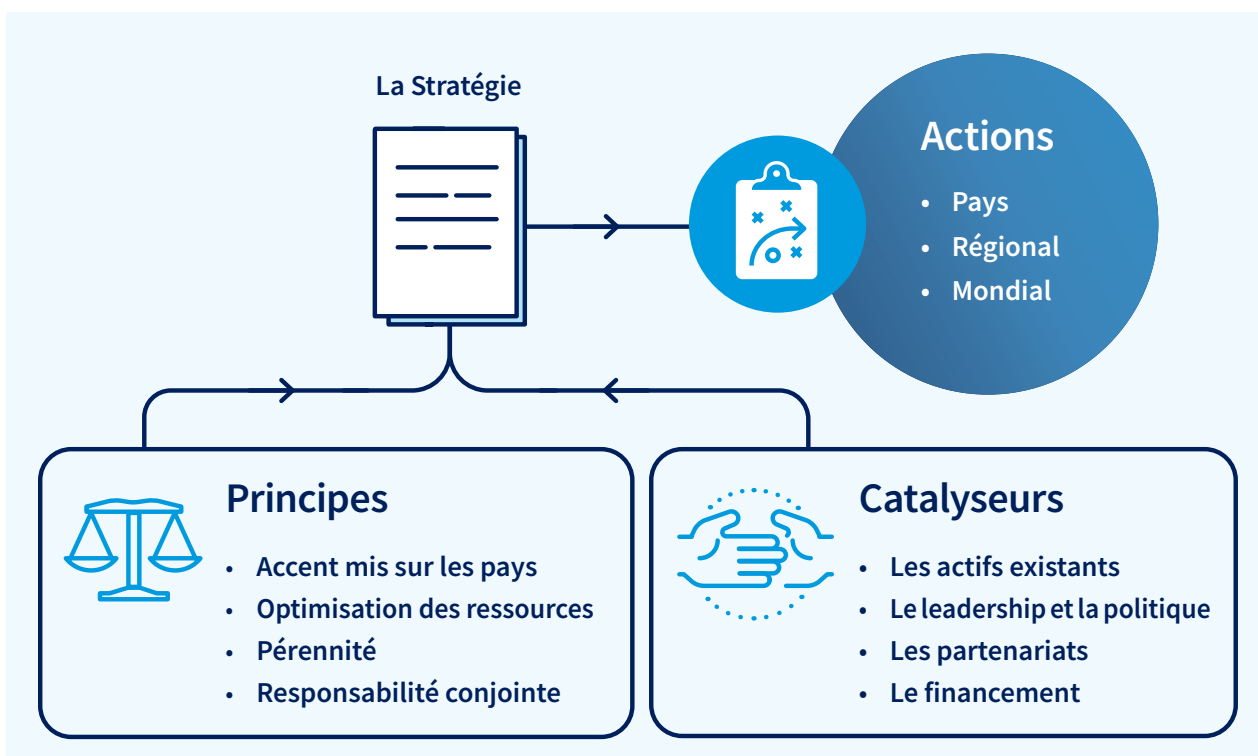 La Stratégie
Actions
• Pays
• Régional
• Mondial
Principes
• Accent mis sur les pays
• Optimisation des ressources
• Pérennité
• Responsabilité conjointe
Catalyseurs
• Les actifs existants
• Le leadership et la politique
• Les partenariats
• Le financement